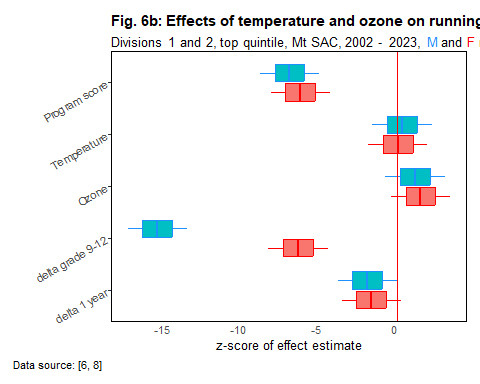 Fig. 6b: Effects of temperature and ozone on running
Divisions 1 and 2, top quintile, Mt SAC, 2002 - 2023, M and F
Program score
Temperature
Ozone
delta grade 9-12
delta 1 year
-15 -10 -5 0
z-score of effect estimate
Data source: [6, 8]